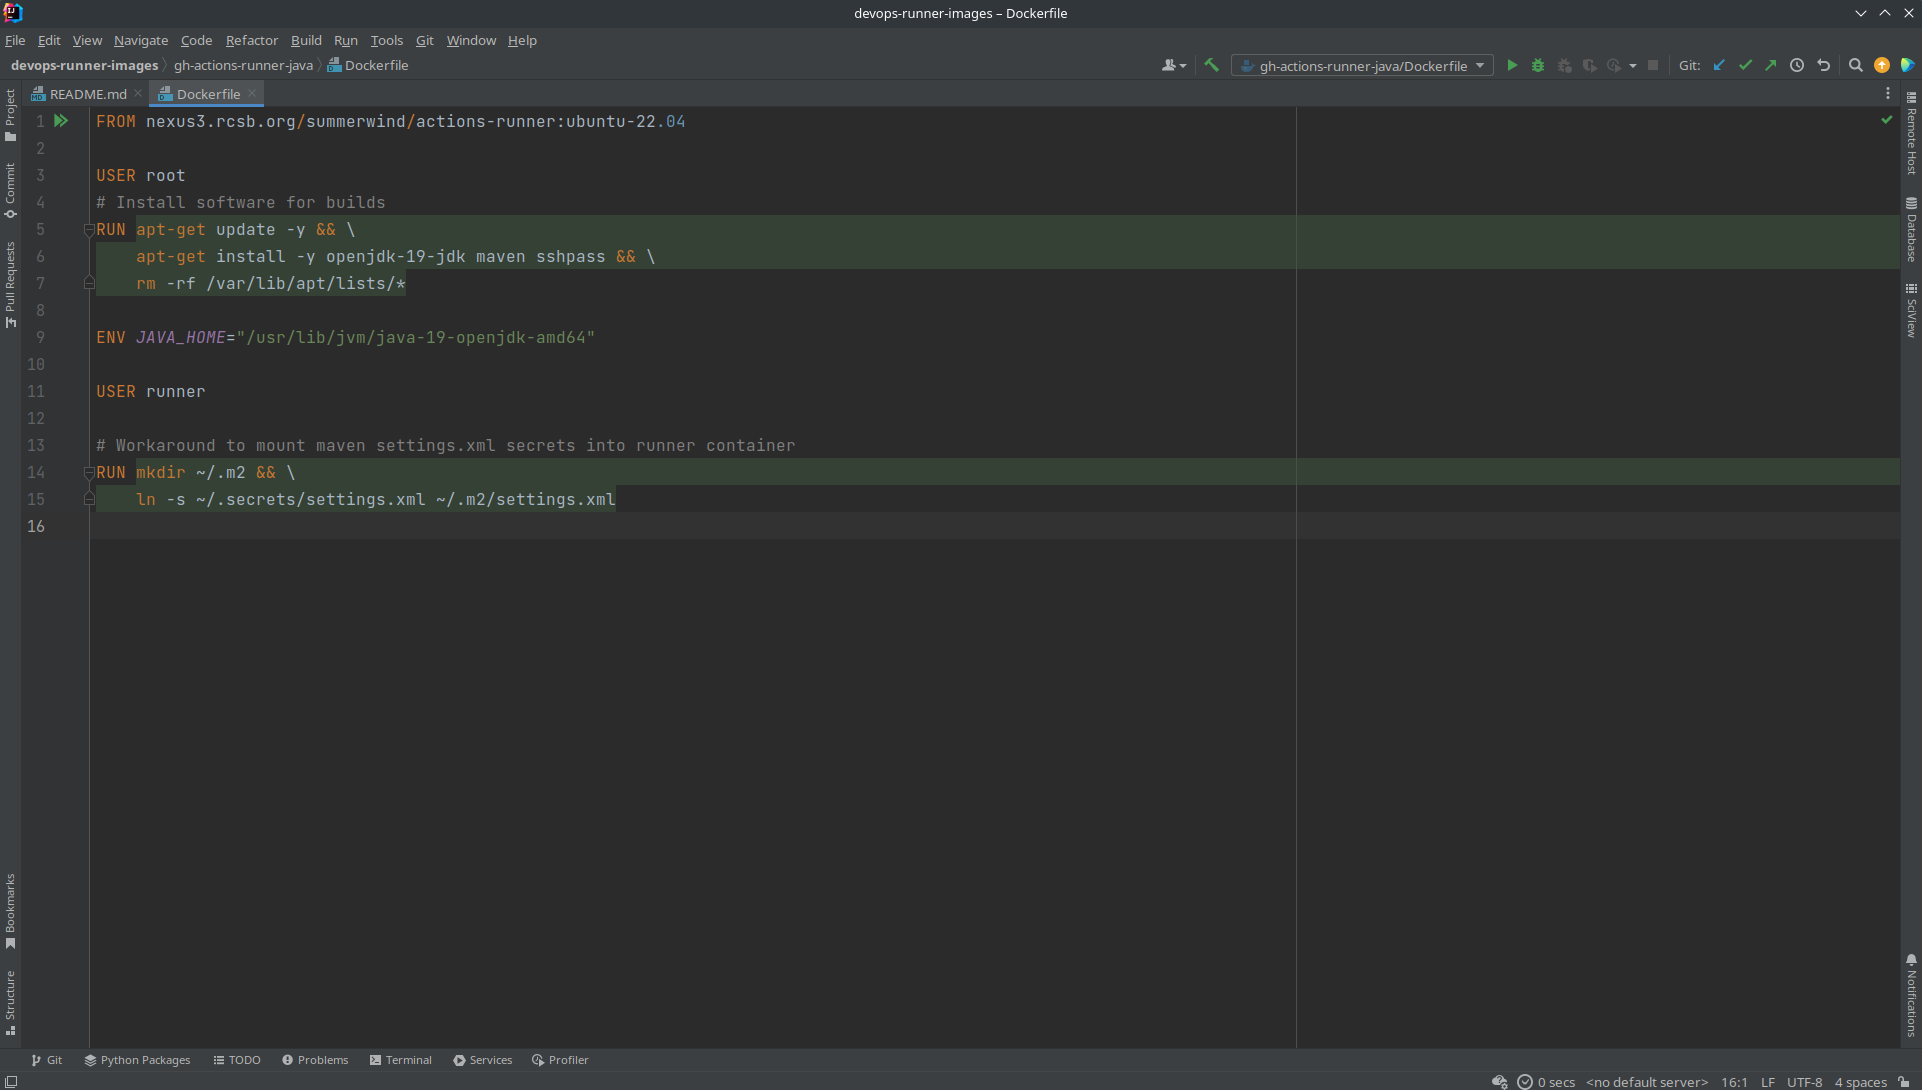 devops-runner-images – Dockerfile
File Edit View Navigate Code Refactor Build Run Tools Git Window Help
devops-runner-images gh-actions-runner-java Dockerfile gh-actions-runner-java/Dockerfile Git:
README.md Dockerfile
Project
Commit
Pull Requests
Bookmarks
Structure
1 FROM nexus3.rcsb.org/summerwind/actions-runner:ubuntu-22.04
2
3 USER root
4 # Install software for builds
5 RUN apt-get update -y && \
6     apt-get install -y openjdk-19-jdk maven sshpass && \
7     rm -rf /var/lib/apt/lists/*
8
9 ENV JAVA_HOME="/usr/lib/jvm/java-19-openjdk-amd64"
10
11 USER runner
12
13 # Workaround to mount maven settings.xml secrets into runner container
14 RUN mkdir ~/.m2 && \
15     ln -s ~/.secrets/settings.xml ~/.m2/settings.xml
16
Remote Host
Database
SciView
Notifications
Git Python Packages TODO Problems Terminal Services Profiler
0 secs <no default server> 16:1 LF UTF-8 4 spaces